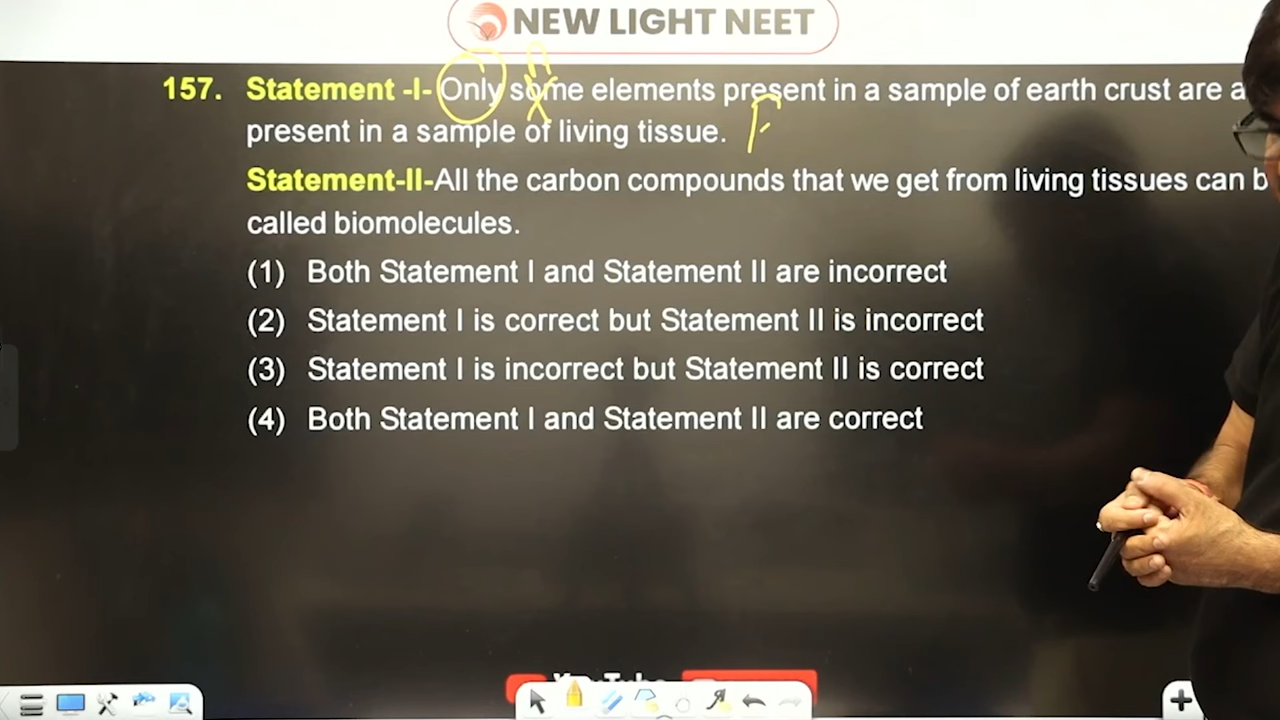 NEW LIGHT NEET
157. Statement -I- Only some elements present in a sample of earth crust are
present in a sample of living tissue. F
Statement-II-All the carbon compounds that we get from living tissues can
called biomolecules.
(1) Both Statement I and Statement II are incorrect
(2) Statement I is correct but Statement II is incorrect
(3) Statement I is incorrect but Statement II is correct
(4) Both Statement I and Statement II are correct